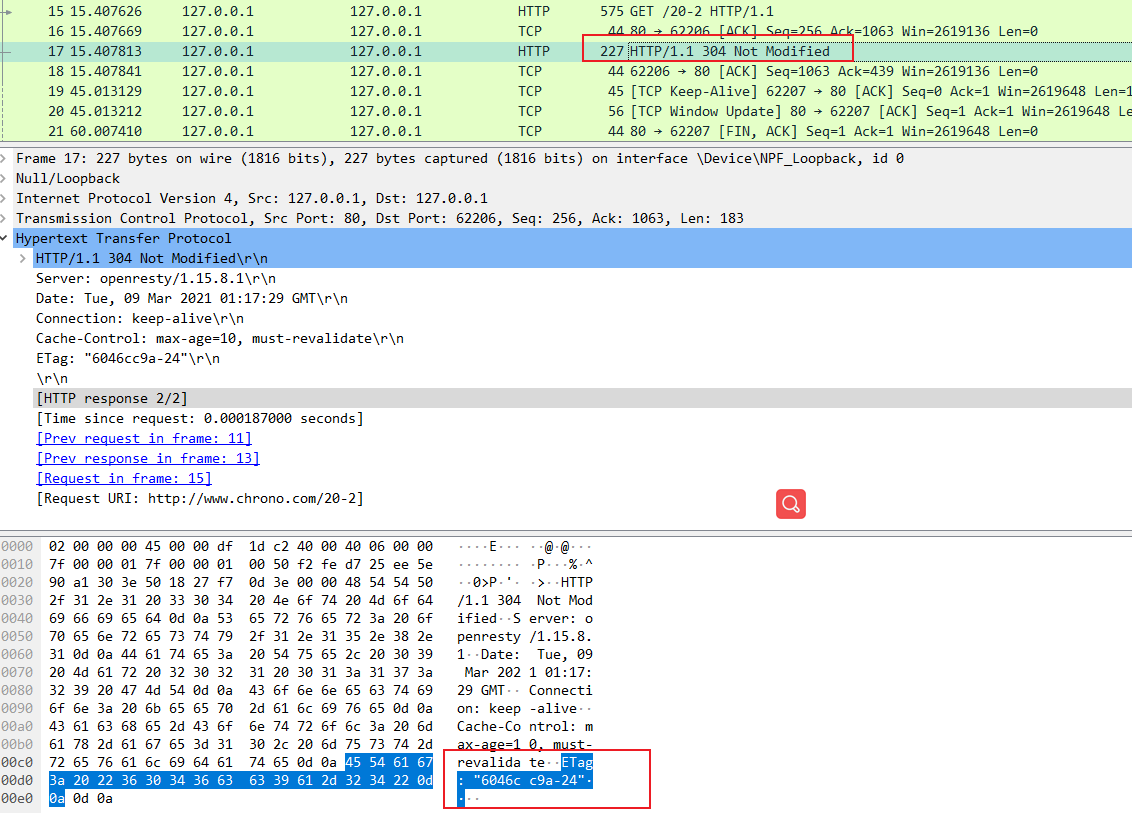 15 15.407626 127.0.0.1 127.0.0.1 HTTP 575 GET /20-2 HTTP/1.1
16 15.407669 127.0.0.1 127.0.0.1 TCP 44 80 → 62206 [ACK] Seq=256 Ack=1063 Win=2619136 Len=0
17 15.407813 127.0.0.1 127.0.0.1 HTTP 227 HTTP/1.1 304 Not Modified
18 15.407841 127.0.0.1 127.0.0.1 TCP 44 62206 → 80 [ACK] Seq=1063 Ack=439 Win=2619136 Len=0
19 45.013129 127.0.0.1 127.0.0.1 TCP 45 [TCP Keep-Alive] 62207 → 80 [ACK] Seq=0 Ack=1 Win=2619648 Len=1
20 45.013212 127.0.0.1 127.0.0.1 TCP 56 [TCP Window Update] 80 → 62207 [ACK] Seq=1 Ack=1 Win=2619648 Le
21 60.007410 127.0.0.1 127.0.0.1 TCP 44 80 → 62207 [FIN, ACK] Seq=1 Ack=1 Win=2619648 Len=0
Frame 17: 227 bytes on wire (1816 bits), 227 bytes captured (1816 bits) on interface \Device\NPF_Loopback, id 0
Null/Loopback
Internet Protocol Version 4, Src: 127.0.0.1, Dst: 127.0.0.1
Transmission Control Protocol, Src Port: 80, Dst Port: 62206, Seq: 256, Ack: 1063, Len: 183
Hypertext Transfer Protocol
HTTP/1.1 304 Not Modified\r\n
Server: openresty/1.15.8.1\r\n
Date: Tue, 09 Mar 2021 01:17:29 GMT\r\n
Connection: keep-alive\r\n
Cache-Control: max-age=10, must-revalidate\r\n
ETag: "6046cc9a-24"\r\n
\r\n
[HTTP response 2/2]
[Time since request: 0.000187000 seconds]
[Prev request in frame: 11]
[Prev response in frame: 13]
[Request in frame: 15]
[Request URI: http://www.chrono.com/20-2]
0000 02 00 00 00 45 00 00 df 1d c2 40 00 40 06 00 00 ····E··· ··@·@···
0010 7f 00 00 01 7f 00 00 01 00 50 f2 fe d7 25 ee 5e ········ ·P···%·^
0020 90 a1 30 3e 50 18 27 f7 0d 3e 00 00 48 54 54 50 ··0>P·'· ·>··HTTP
0030 2f 31 2e 31 20 33 30 34 20 4e 6f 74 20 4d 6f 64 /1.1 304 Not Mod
0040 69 66 69 65 64 0d 0a 53 65 72 76 65 72 3a 20 6f ified··S erver: o
0050 70 65 6e 72 65 73 74 79 2f 31 2e 31 35 2e 38 2e penresty /1.15.8.
0060 31 0d 0a 44 61 74 65 3a 20 54 75 65 2c 20 30 39 1··Date: Tue, 09
0070 20 4d 61 72 20 32 30 32 31 20 30 31 3a 31 37 3a Mar 202 1 01:17:
0080 32 39 20 47 4d 54 0d 0a 43 6f 6e 6e 65 63 74 69 29 GMT·· Connecti
0090 6f 6e 3a 20 6b 65 65 70 2d 61 6c 69 76 65 0d 0a on: keep -alive··
00a0 43 61 63 68 65 2d 43 6f 6e 74 72 6f 6c 3a 20 6d Cache-Co ntrol: m
00b0 61 78 2d 61 67 65 3d 31 30 2c 20 6d 75 73 74 2d ax-age=1 0, must-
00c0 72 65 76 61 6c 69 64 61 74 65 0d 0a 45 54 61 67 revalida te··ETag
00d0 3a 20 22 36 30 34 36 63 63 39 61 2d 32 34 22 0d : "6046c c9a-24"·
00e0 0a 0d 0a ···